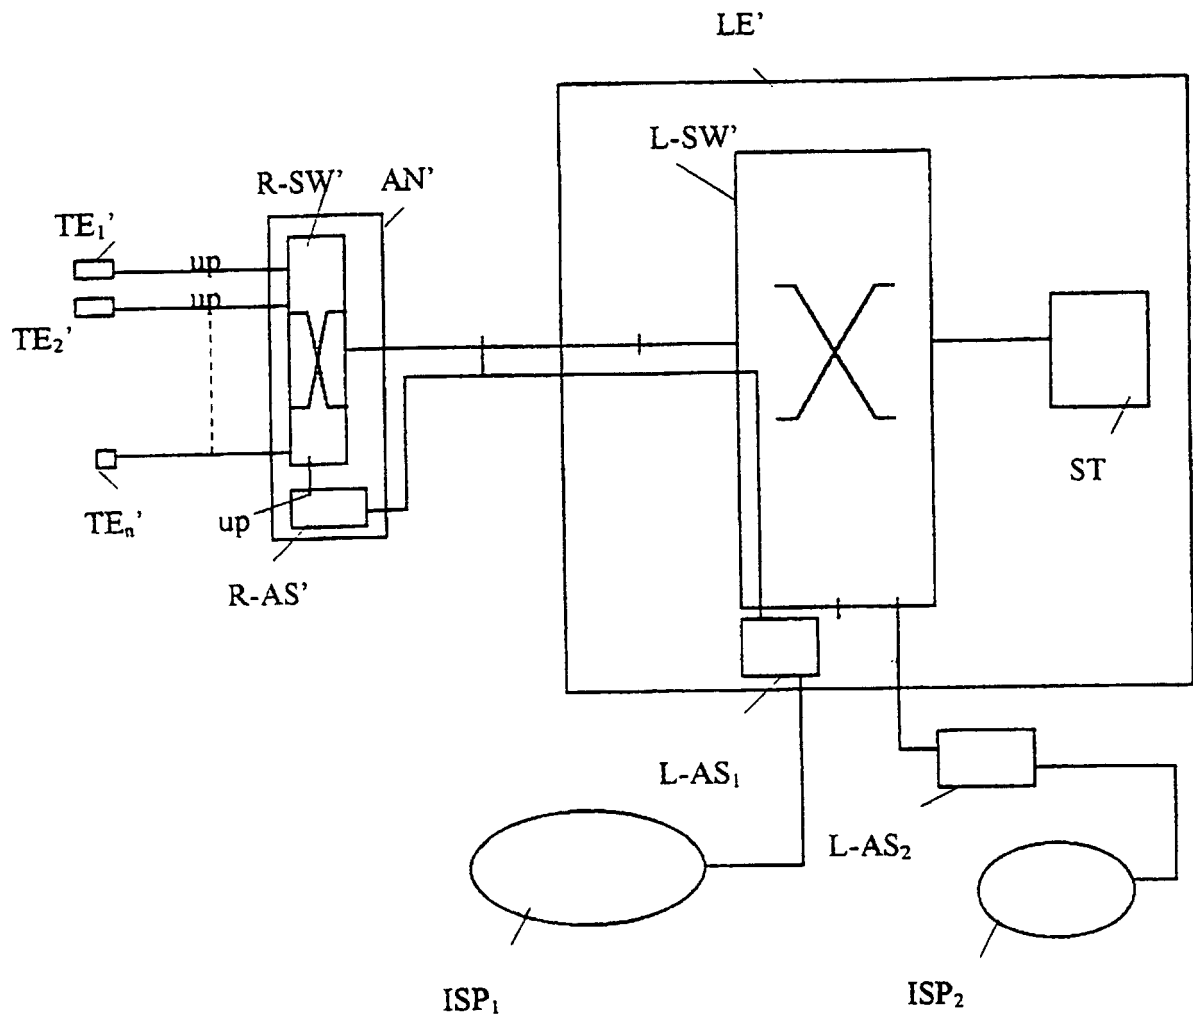 LE’
L-SW’
R-SW’
AN’
TE₁’
up
up
TE₂’
ST
TEₙ’
up
R-AS’
L-AS₁
L-AS₂
ISP₁
ISP₂